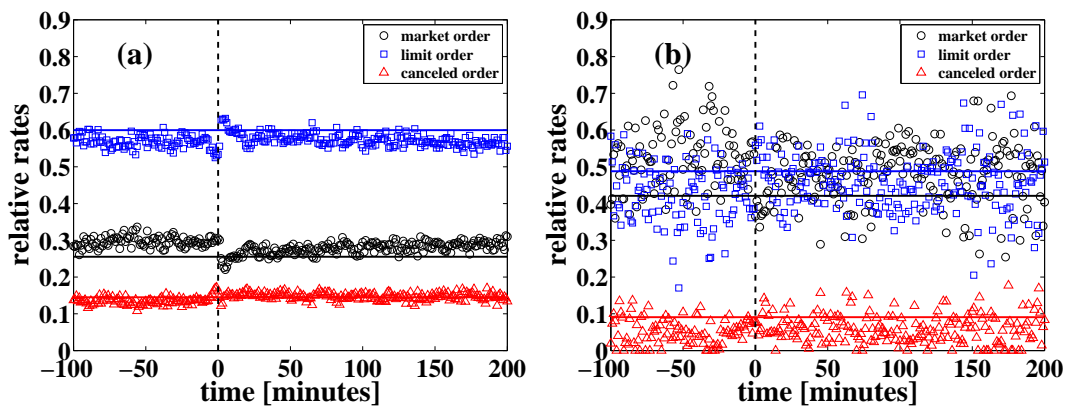 (a)
market order
limit order
canceled order
relative rates
0.9
0.8
0.7
0.6
0.5
0.4
0.3
0.2
0.1
0
−100 −50 0 50 100 150 200
time [minutes]
(b)
market order
limit order
canceled order
relative rates
0.9
0.8
0.7
0.6
0.5
0.4
0.3
0.2
0.1
0
−100 −50 0 50 100 150 200
time [minutes]